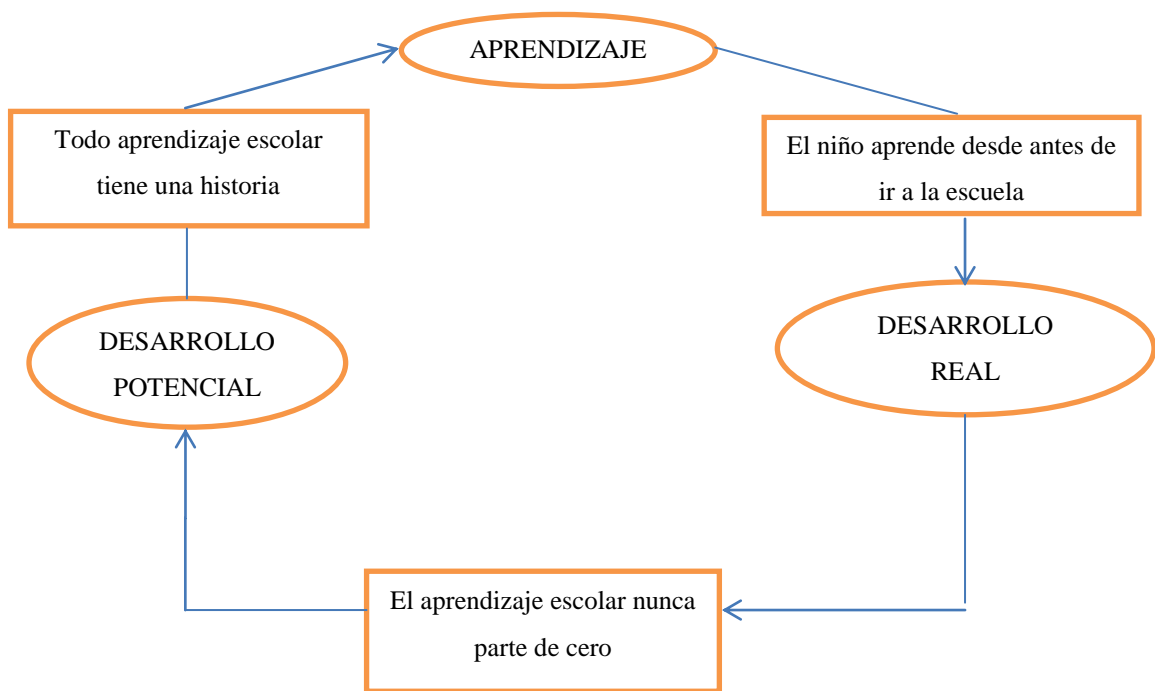 APRENDIZAJE
Todo aprendizaje escolar
tiene una historia
El niño aprende desde antes de
ir a la escuela
DESARROLLO
POTENCIAL
DESARROLLO
REAL
El aprendizaje escolar nunca
parte de cero